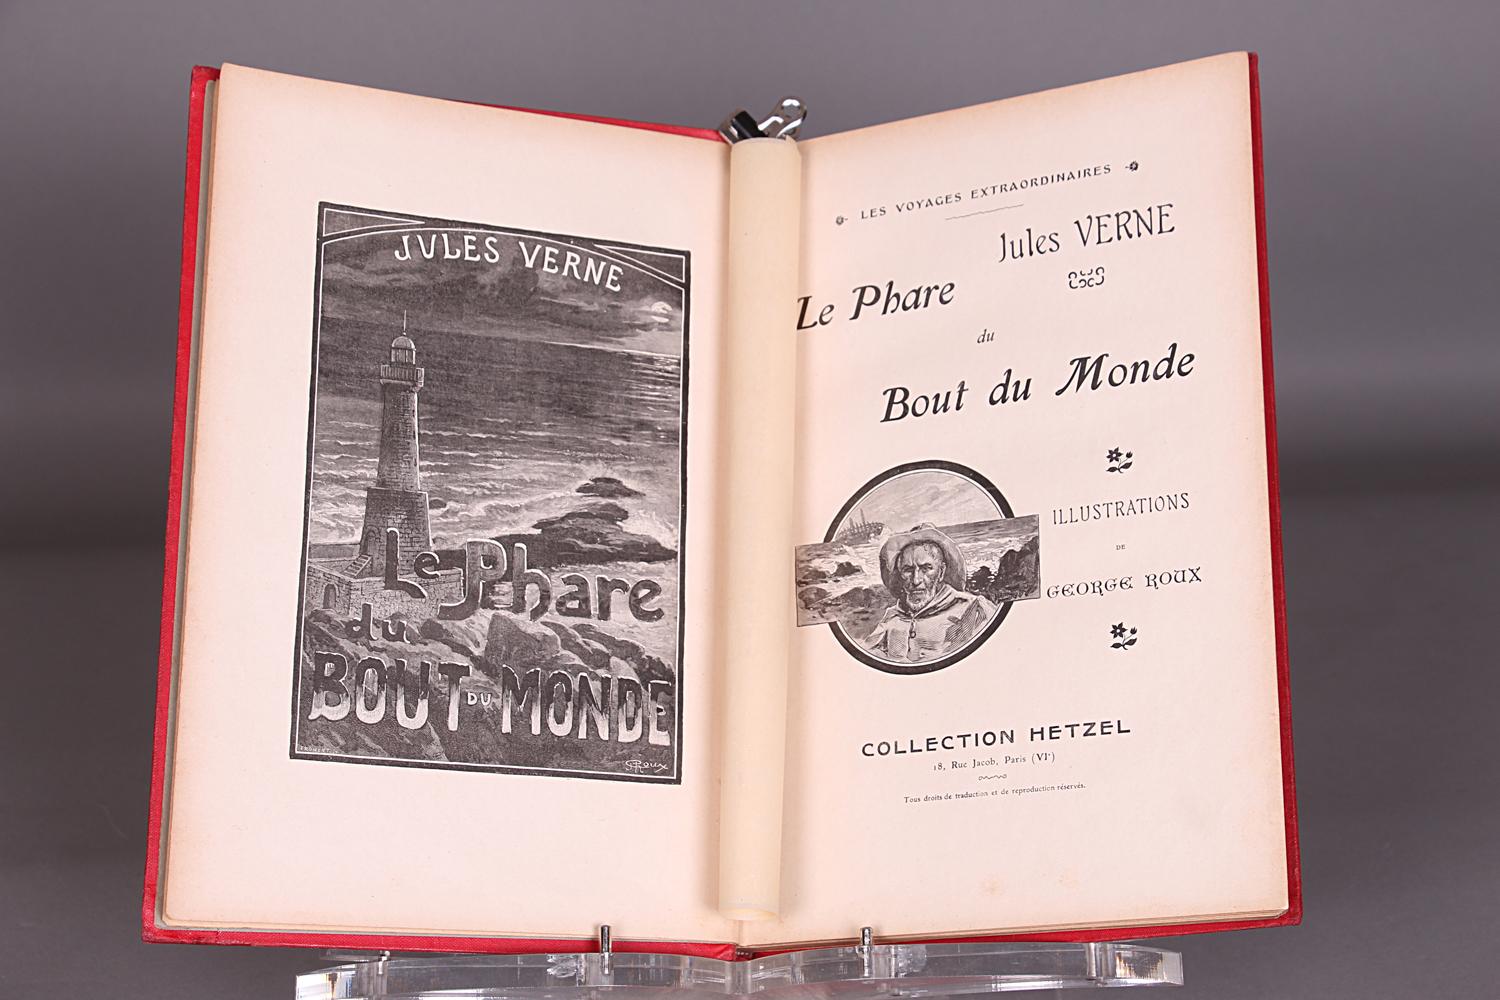 JULES VERNE
Le Phare
du
BOUT DU MONDE
G. Roux
LES VOYAGES EXTRAORDINAIRES
Jules VERNE
Le Phare
du
Bout du Monde
ILLUSTRATIONS
DE
GEORGE ROUX
COLLECTION HETZEL
18, Rue Jacob, Paris (VIe)
Tous droits de traduction et de reproduction réservés.